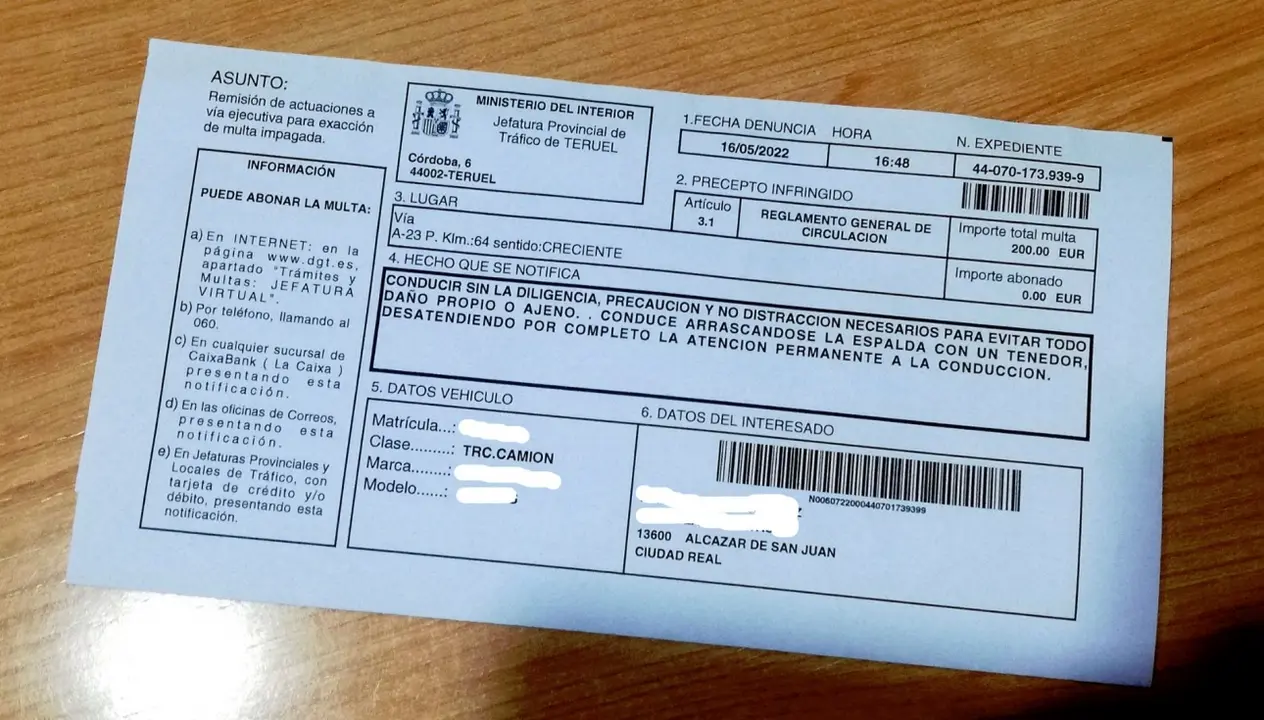 ASUNTO:
Remisión de actuaciones a
vía ejecutiva para exacción
de multa impagada.
INFORMACIÓN
PUEDE ABONAR LA MULTA:
a) En INTERNET: en la
página www.dgt.es,
apartado "Trámites y
Multas: JEFATURA
VIRTUAL".
b) Por teléfono, llamando al
060.
c) En cualquier sucursal de
CaixaBank ( La Caixa )
presentando esta
notificación.
d) En las oficinas de Correos,
presentando esta
notificación.
e) En Jefaturas Provinciales y
Locales de Tráfico, con
tarjeta de crédito y/o
débito, presentando esta
notificación.
MINISTERIO DEL INTERIOR
Jefatura Provincial de
Tráfico de TERUEL
Córdoba, 6
44002-TERUEL
1.FECHA DENUNCIA HORA N. EXPEDIENTE
16/05/2022 16:48 44-070-173.939-9
2. PRECEPTO INFRINGIDO
Artículo
3.1
REGLAMENTO GENERAL DE
CIRCULACION
Importe total multa
200.00 EUR
Importe abonado
0.00 EUR
3. LUGAR
Vía
A-23 P. Klm.:64 sentido:CRECIENTE
4. HECHO QUE SE NOTIFICA
CONDUCIR SIN LA DILIGENCIA, PRECAUCION Y NO DISTRACCION NECESARIOS PARA EVITAR TODO
DAÑO PROPIO O AJENO. . CONDUCE ARRASCANDOSE LA ESPALDA CON UN TENEDOR,
DESATENDIENDO POR COMPLETO LA ATENCION PERMANENTE A LA CONDUCCION.
5. DATOS VEHICULO
Matrícula...:
Clase.........: TRC.CAMION
Marca........:
Modelo......:
6. DATOS DEL INTERESADO
N0060722000440701739399
13600 ALCAZAR DE SAN JUAN
CIUDAD REAL